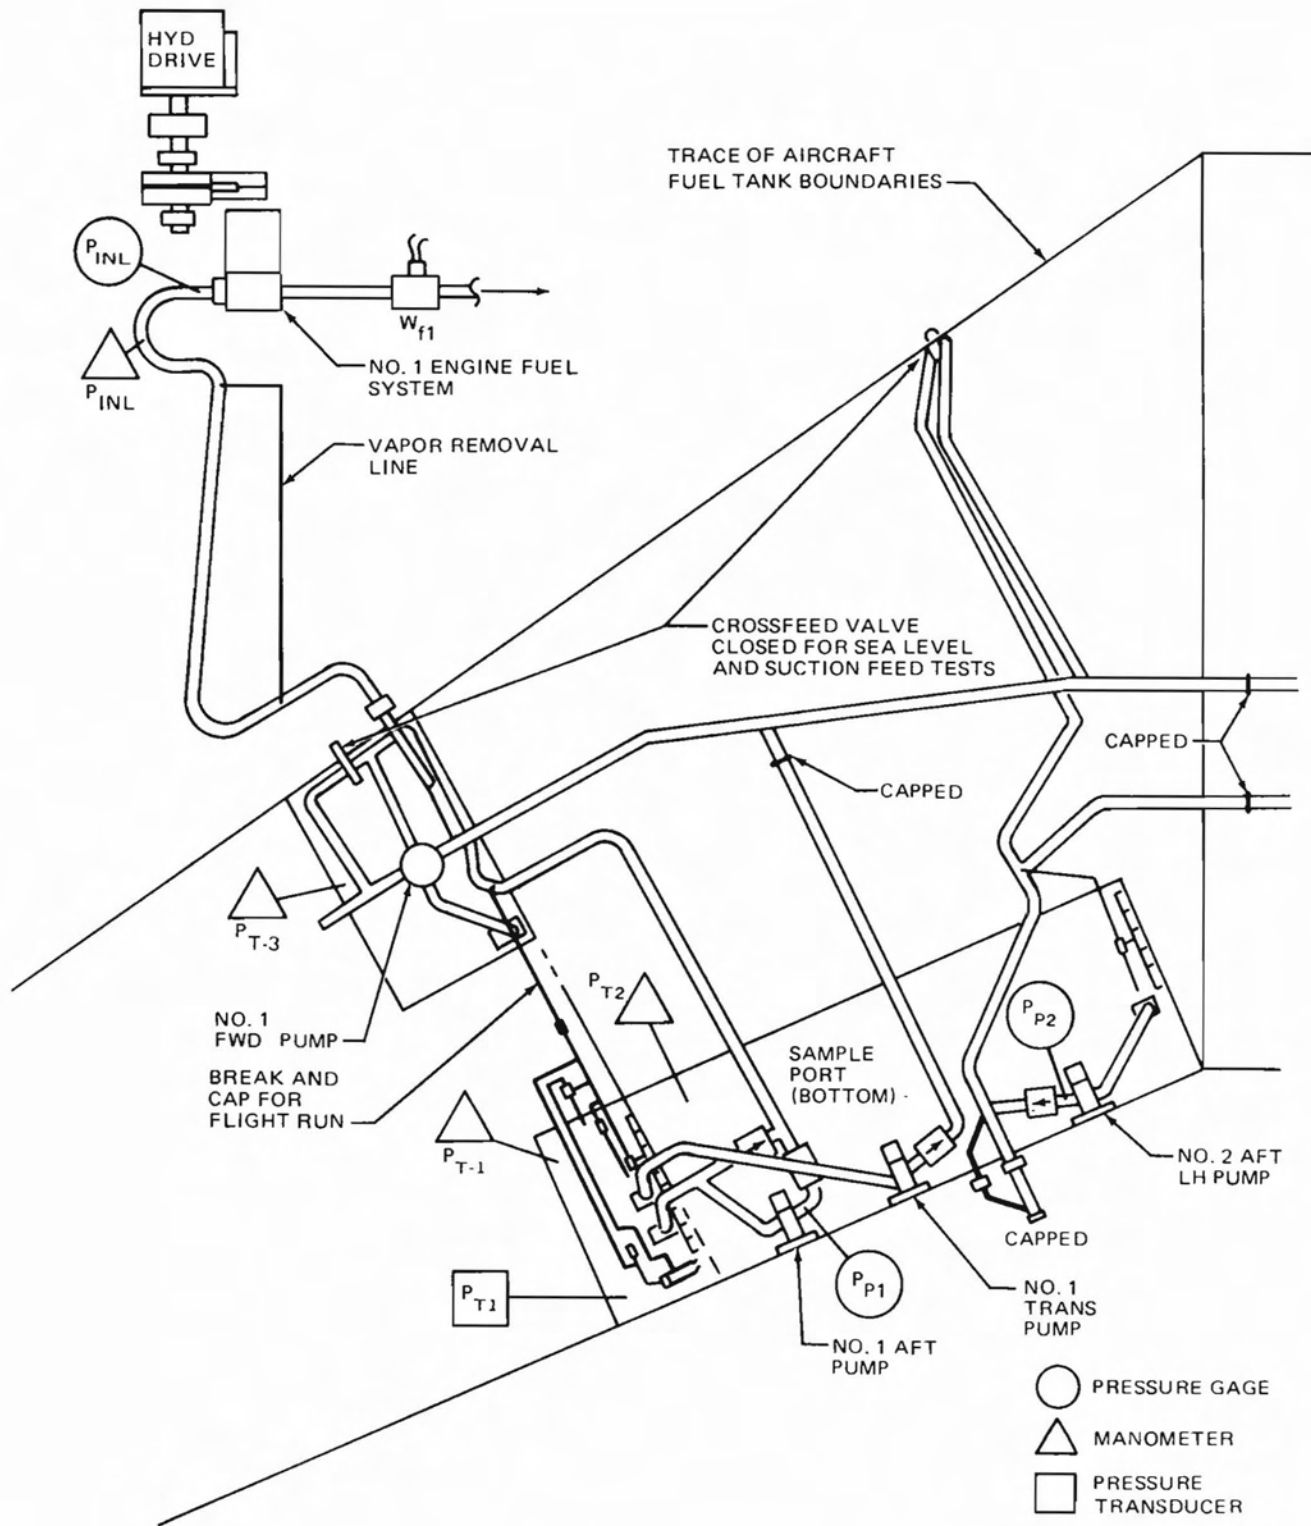 HYD
DRIVE
TRACE OF AIRCRAFT
FUEL TANK BOUNDARIES
P INL
W f1
NO. 1 ENGINE FUEL
SYSTEM
P INL
VAPOR REMOVAL
LINE
CROSSFEED VALVE
CLOSED FOR SEA LEVEL
AND SUCTION FEED TESTS
CAPPED
CAPPED
P T-3
P T2
P P2
NO. 1
FWD PUMP
SAMPLE
PORT
(BOTTOM)
BREAK AND
CAP FOR
FLIGHT RUN
P T-1
NO. 2 AFT
LH PUMP
CAPPED
P T1
P P1
NO. 1
TRANS
PUMP
NO. 1 AFT
PUMP
PRESSURE GAGE
MANOMETER
PRESSURE
TRANSDUCER